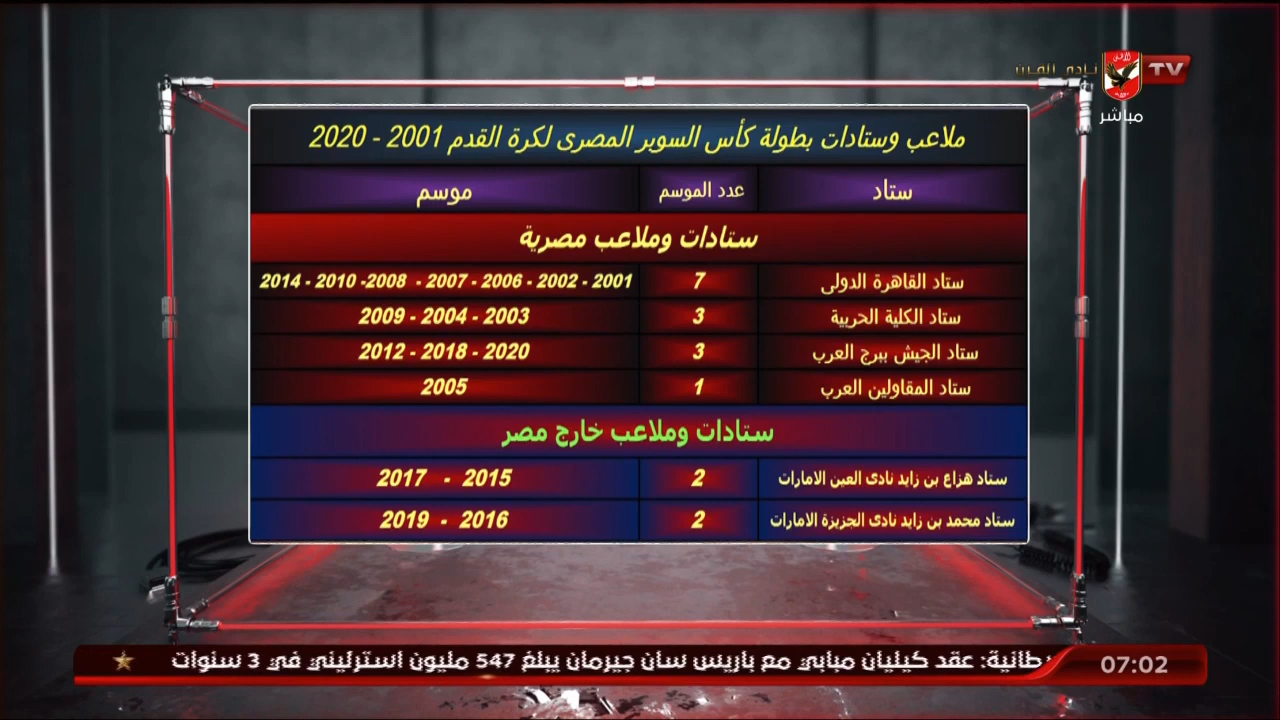 نادي القرن
TV
مباشر
ملاعب وستادات بطولة كأس السوبر المصرى لكرة القدم 2001 - 2020
ستاد عدد الموسم موسم
ستادات وملاعب مصرية
ستاد القاهرة الدولى 7 2001 - 2002 - 2006 - 2007 - 2008- 2010 - 2014
ستاد الكلية الحربية 3 2003 - 2004 - 2009
ستاد الجيش ببرج العرب 3 2020 - 2018 - 2012
ستاد المقاولين العرب 1 2005
ستادات وملاعب خارج مصر
ستاد هزاع بن زايد نادى العين الامارات 2 2015 - 2017
ستاد محمد بن زايد نادى الجزيزة الامارات 2 2016 - 2019
07:02
طانية: عقد كيليان مبابي مع باريس سان جيرمان يبلغ 547 مليون استرليني في 3 سنوات